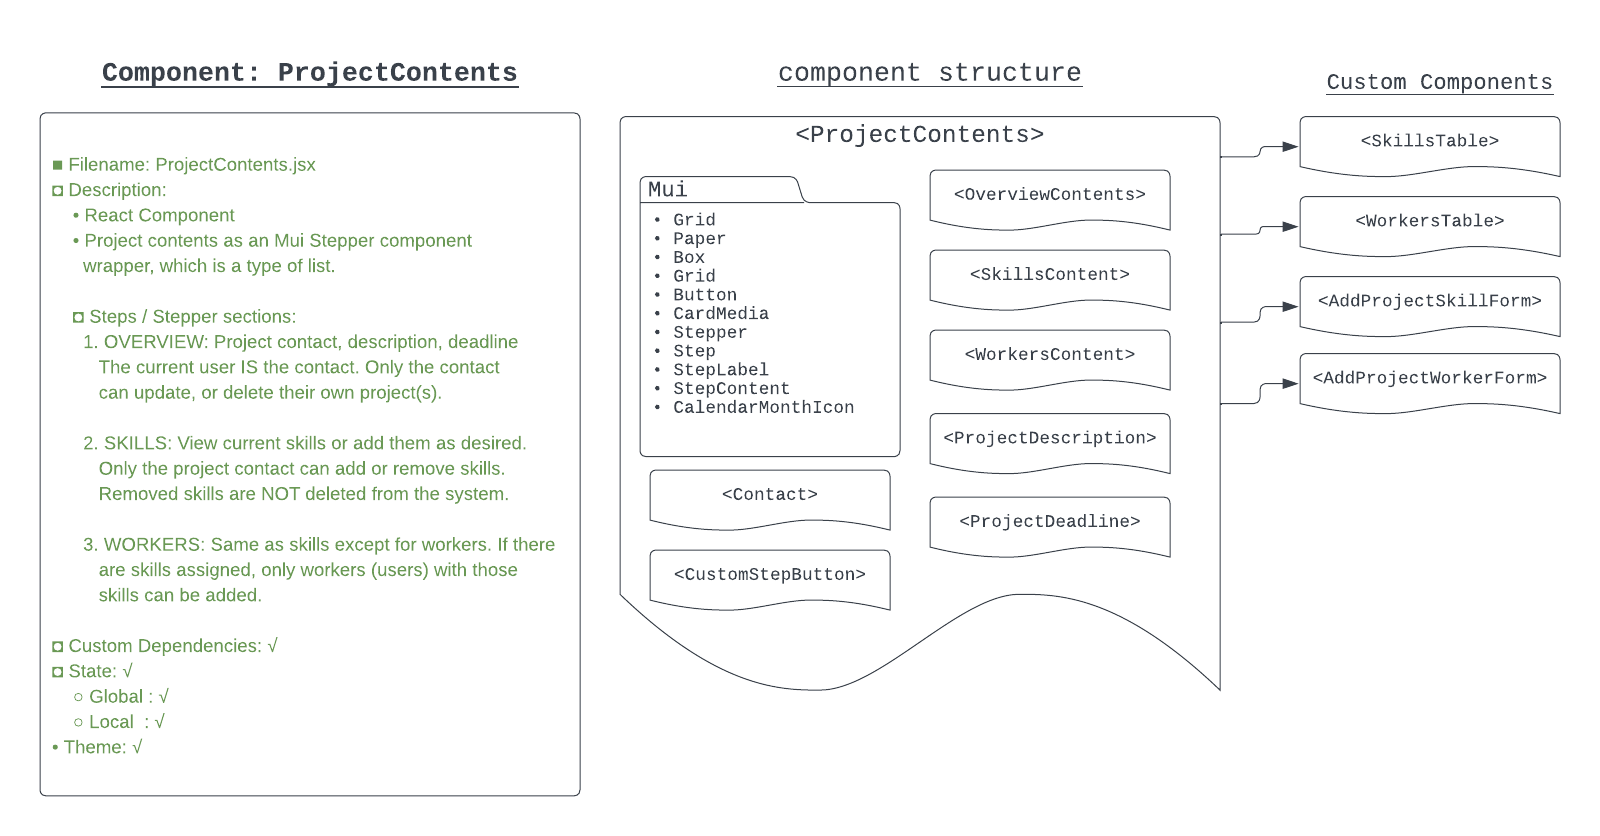 Component: ProjectContents
■ Filename: ProjectContents.jsx
◘ Description:
• React Component
• Project contents as an Mui Stepper component
wrapper, which is a type of list.
◘ Steps / Stepper sections:
1. OVERVIEW: Project contact, description, deadline
The current user IS the contact. Only the contact
can update, or delete their own project(s).
2. SKILLS: View current skills or add them as desired.
Only the project contact can add or remove skills.
Removed skills are NOT deleted from the system.
3. WORKERS: Same as skills except for workers. If there
are skills assigned, only workers (users) with those
skills can be added.
◘ Custom Dependencies: √
◘ State: √
○ Global : √
○ Local  : √
• Theme: √
component structure
<ProjectContents>
Mui
• Grid
• Paper
• Box
• Grid
• Button
• CardMedia
• Stepper
• Step
• StepLabel
• StepContent
• CalendarMonthIcon
<Contact>
<CustomStepButton>
<OverviewContents>
<SkillsContent>
<WorkersContent>
<ProjectDescription>
<ProjectDeadline>
Custom Components
<SkillsTable>
<WorkersTable>
<AddProjectSkillForm>
<AddProjectWorkerForm>